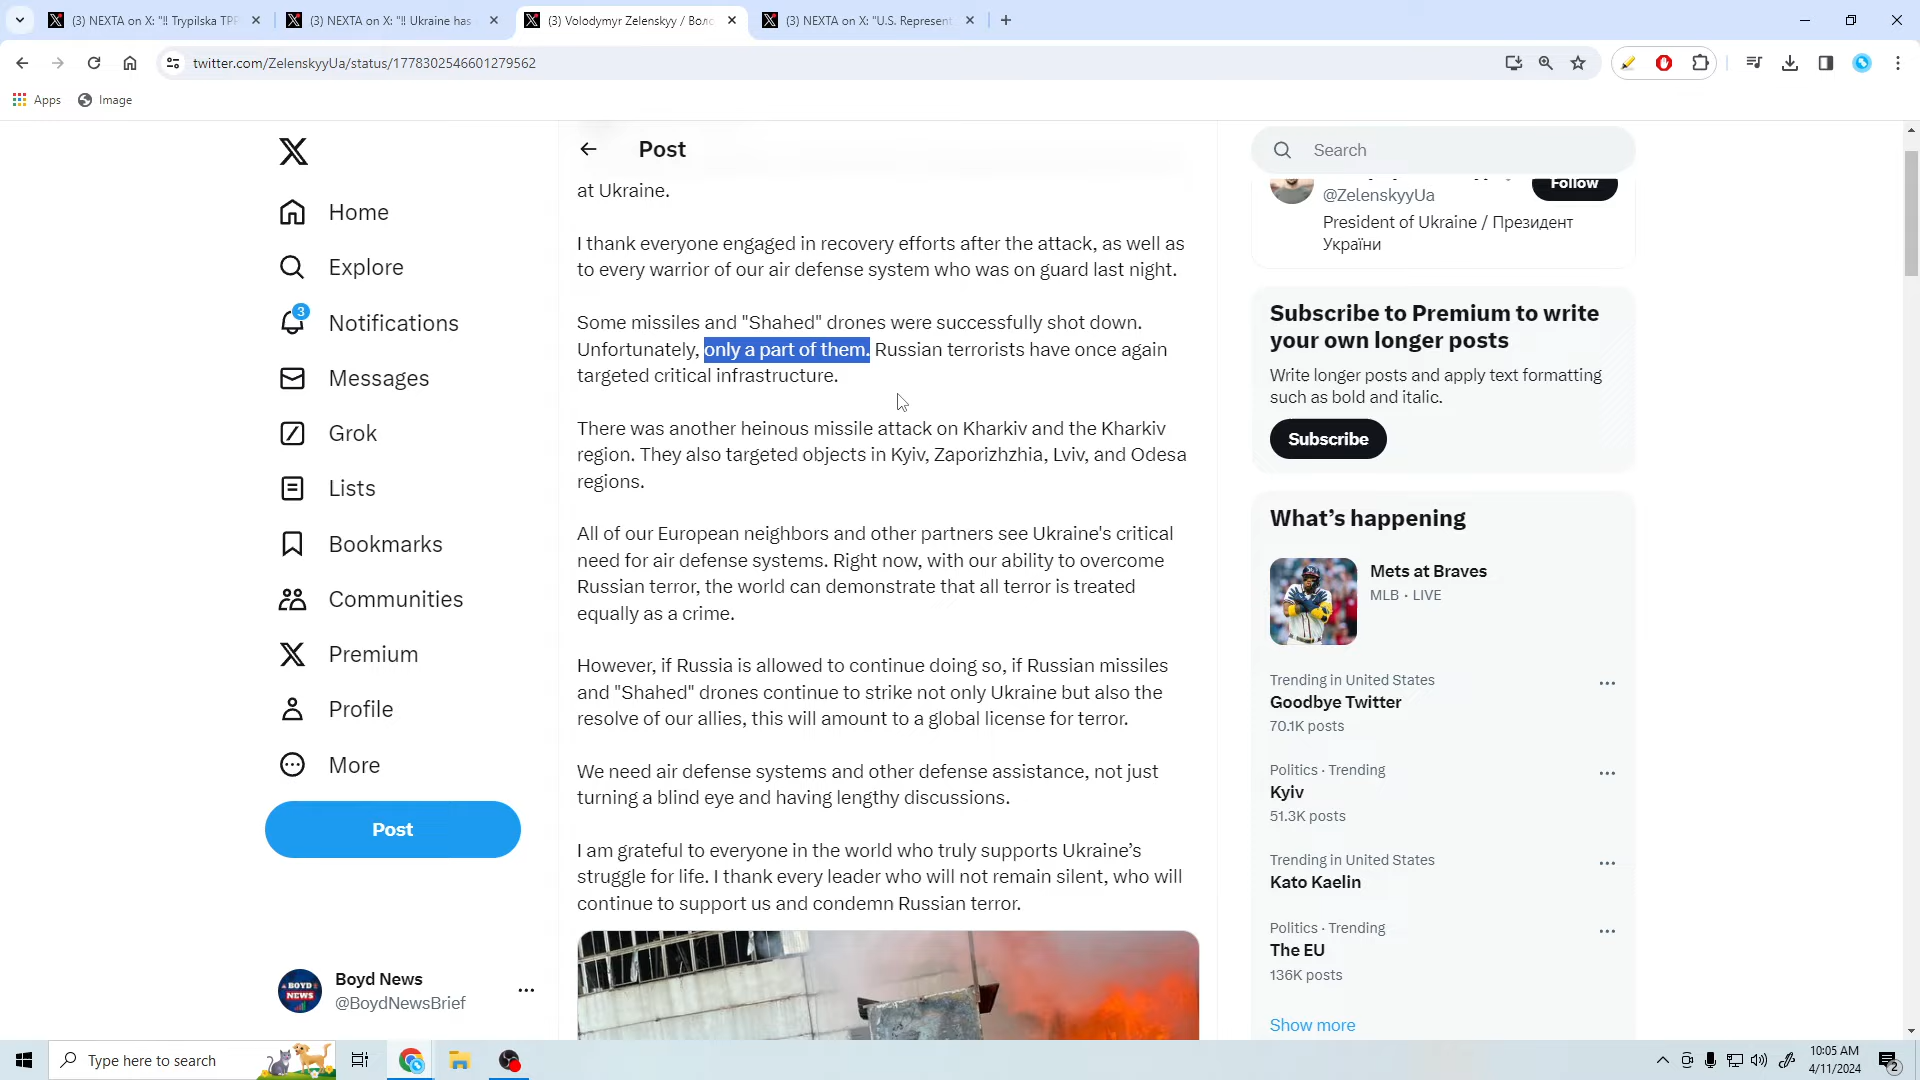 (3) NEXTA on X: "!! Trypilska TPP
(3) NEXTA on X: "!! Ukraine has
(3) Volodymyr Zelenskyy / Воло
(3) NEXTA on X: "U.S. Represent
twitter.com/ZelenskyyUa/status/1778302546601279562
Apps
Image
Home
Explore
3
Notifications
Messages
Grok
Lists
Bookmarks
Communities
Premium
Profile
More
Post
BOYD
NEWS
Boyd News
@BoydNewsBrief
Post
at Ukraine.
I thank everyone engaged in recovery efforts after the attack, as well as
to every warrior of our air defense system who was on guard last night.
Some missiles and "Shahed" drones were successfully shot down.
Unfortunately, only a part of them. Russian terrorists have once again
targeted critical infrastructure.
There was another heinous missile attack on Kharkiv and the Kharkiv
region. They also targeted objects in Kyiv, Zaporizhzhia, Lviv, and Odesa
regions.
All of our European neighbors and other partners see Ukraine's critical
need for air defense systems. Right now, with our ability to overcome
Russian terror, the world can demonstrate that all terror is treated
equally as a crime.
However, if Russia is allowed to continue doing so, if Russian missiles
and "Shahed" drones continue to strike not only Ukraine but also the
resolve of our allies, this will amount to a global license for terror.
We need air defense systems and other defense assistance, not just
turning a blind eye and having lengthy discussions.
I am grateful to everyone in the world who truly supports Ukraine’s
struggle for life. I thank every leader who will not remain silent, who will
continue to support us and condemn Russian terror.
Search
Follow
@ZelenskyyUa
President of Ukraine / Президент
України
Subscribe to Premium to write
your own longer posts
Write longer posts and apply text formatting
such as bold and italic.
Subscribe
What’s happening
Mets at Braves
MLB · LIVE
Trending in United States
Goodbye Twitter
70.1K posts
Politics · Trending
Kyiv
51.3K posts
Trending in United States
Kato Kaelin
Politics · Trending
The EU
136K posts
Show more
Type here to search
10:05 AM
4/11/2024
2